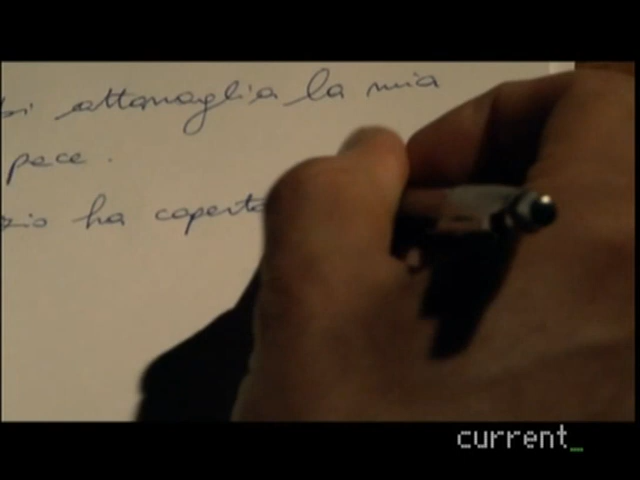 attanaglia la mia
pace.
ha coperto
current_